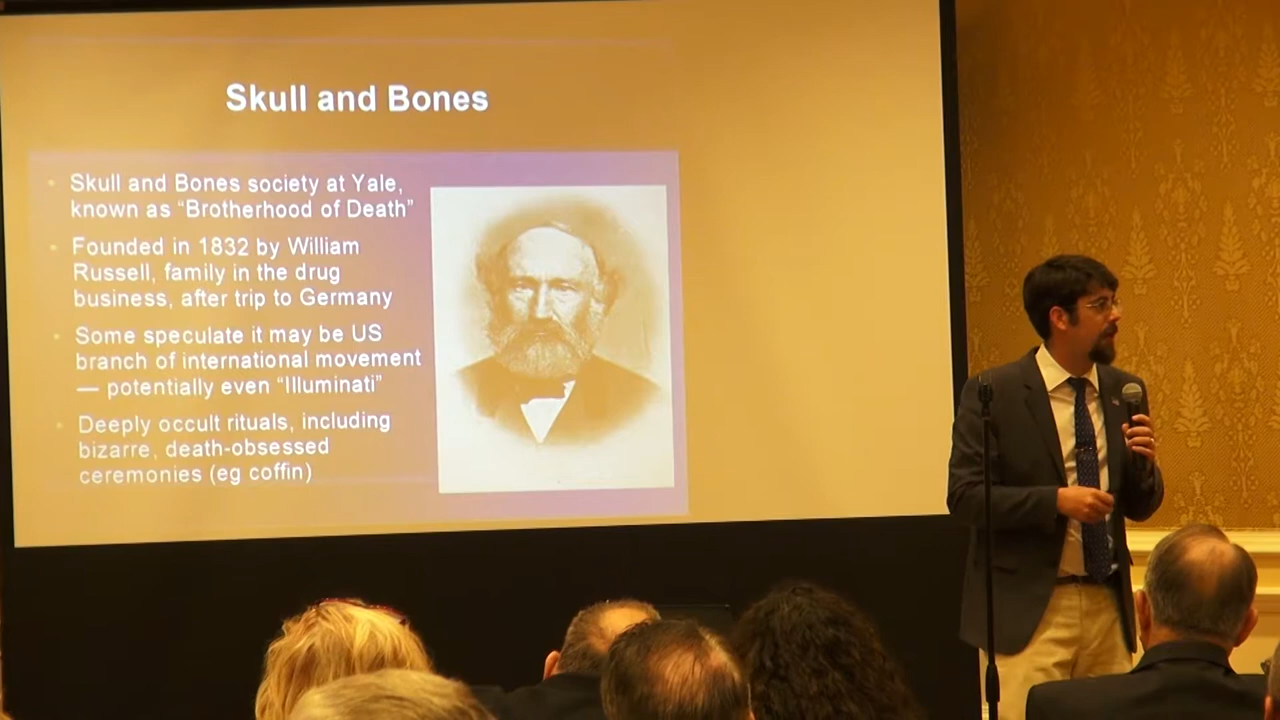 Skull and Bones
Skull and Bones society at Yale,
known as “Brotherhood of Death”
Founded in 1832 by William
Russell, family in the drug
business, after trip to Germany
Some speculate it may be US
branch of international movement
— potentially even “Illuminati”
Deeply occult rituals, including
bizarre, death-obsessed
ceremonies (eg coffin)